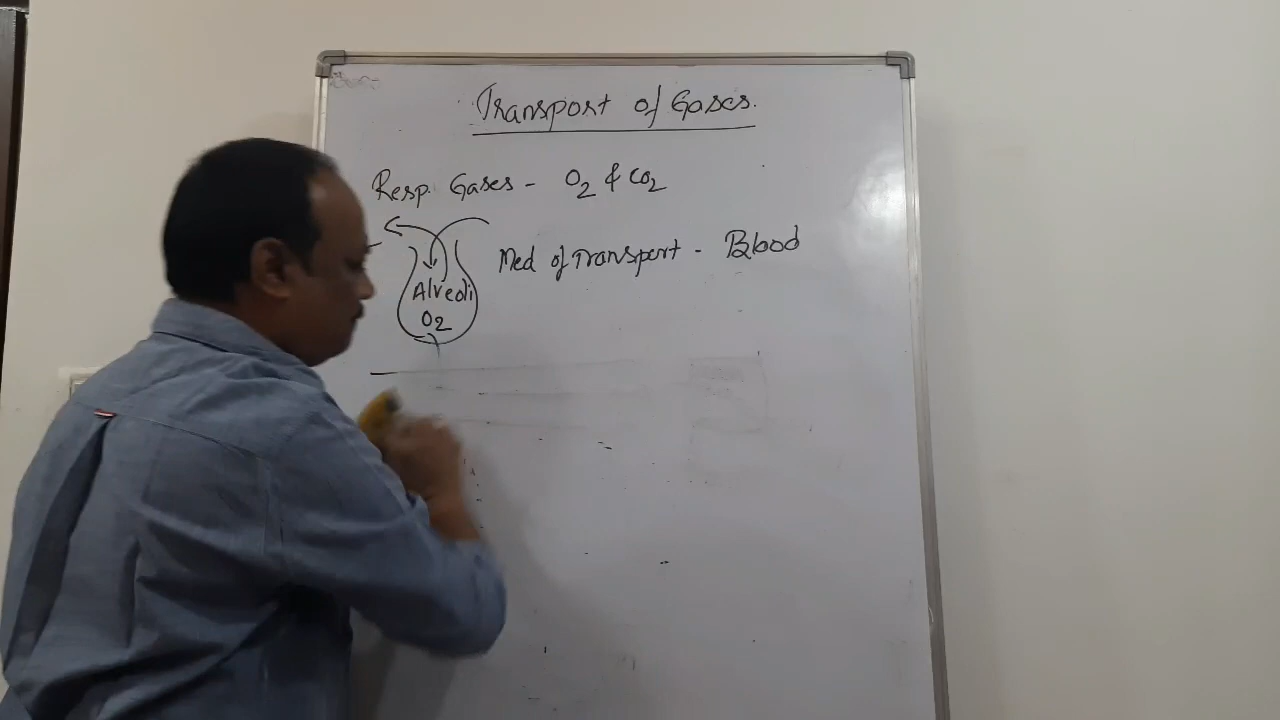 Transport of Gases.
Resp. Gases - O2 & CO2
Med of Transport - Blood
Alveoli
O2